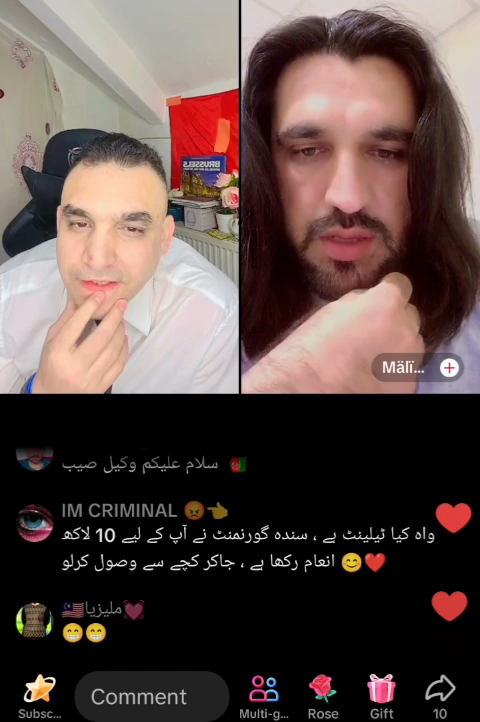 BRUSSELS
Mälï...
سلام علیکم وکیل صیب 🇦🇫
IM CRIMINAL 😡👈
واہ کیا ٹیلینٹ ہے ، سندھ گورنمنٹ نے آپ کے لیے 10 لاکھ
انعام رکھا ہے ، جاکر کچے سے وصول کرلو 😊❤️
ملیزیا🇲🇾💓
😁😁
Subsc...
Comment
Multi-g...
Rose
Gift
10